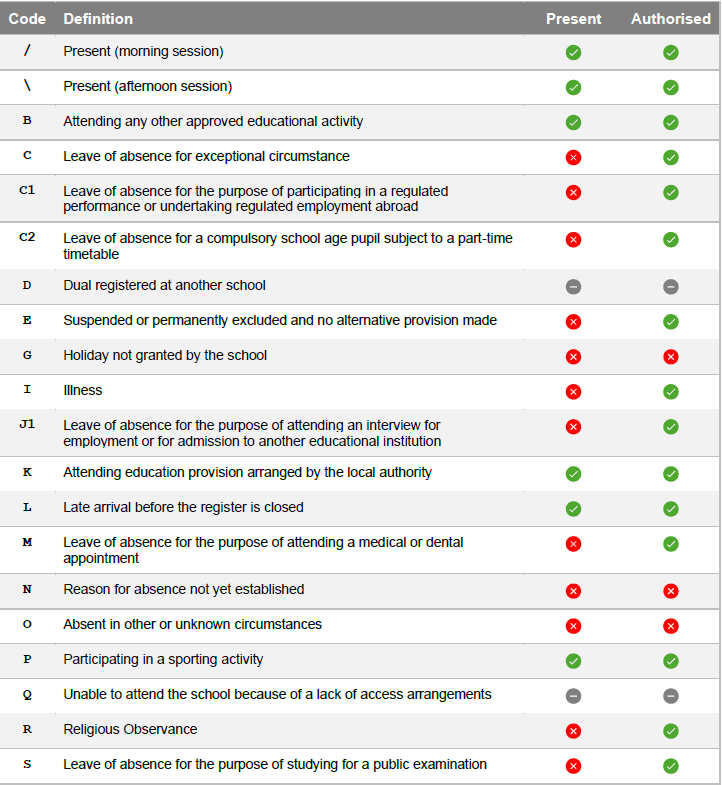 Code Definition Present Authorised
/ Present (morning session)
\ Present (afternoon session)
B Attending any other approved educational activity
C Leave of absence for exceptional circumstance
C1 Leave of absence for the purpose of participating in a regulated
performance or undertaking regulated employment abroad
C2 Leave of absence for a compulsory school age pupil subject to a part-time
timetable
D Dual registered at another school
E Suspended or permanently excluded and no alternative provision made
G Holiday not granted by the school
I Illness
J1 Leave of absence for the purpose of attending an interview for
employment or for admission to another educational institution
K Attending education provision arranged by the local authority
L Late arrival before the register is closed
M Leave of absence for the purpose of attending a medical or dental
appointment
N Reason for absence not yet established
O Absent in other or unknown circumstances
P Participating in a sporting activity
Q Unable to attend the school because of a lack of access arrangements
R Religious Observance
S Leave of absence for the purpose of studying for a public examination